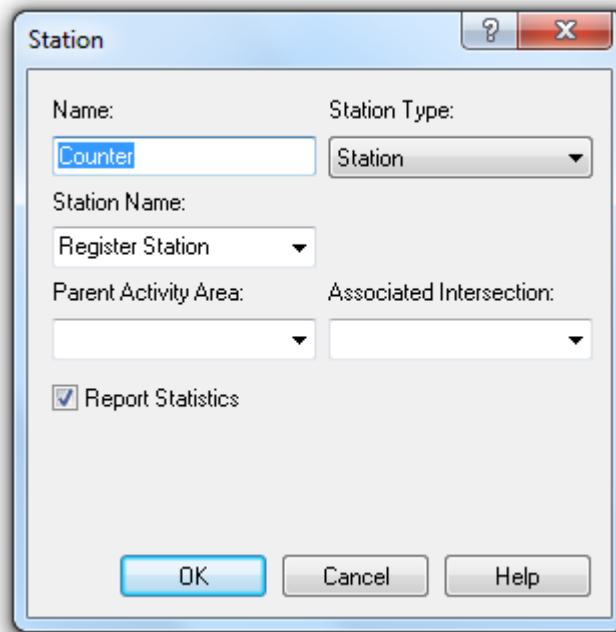 Station
Name: Station Type:
Counter Station
Station Name:
Register Station
Parent Activity Area: Associated Intersection:
Report Statistics
OK Cancel Help